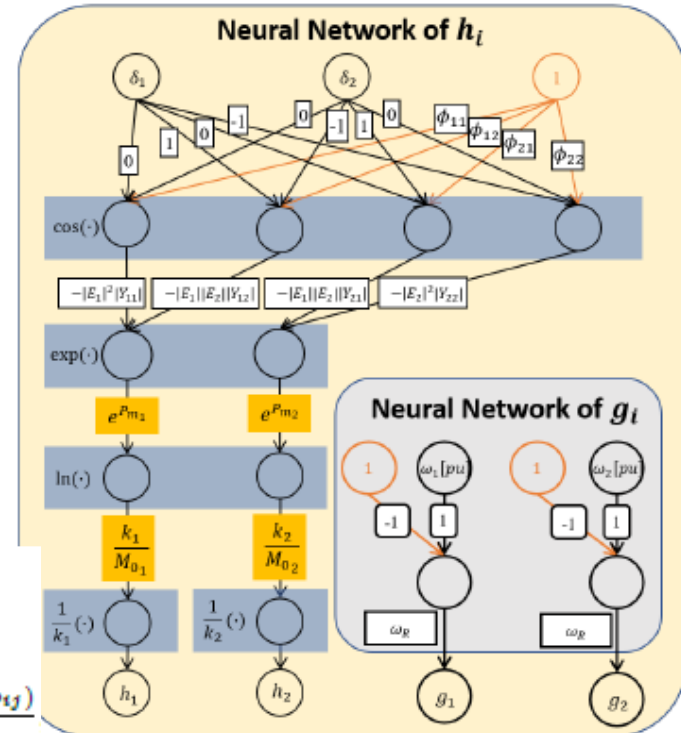 Neural Network of h_i
δ_1 δ_2 1
0 1 0 -1 0 -1 1 0 ϕ_11 ϕ_12 ϕ_21 ϕ_22
cos(·)
-|E_1|²|Y_11| -|E_1||E_2||Y_12| -|E_1||E_2||Y_21| -|E_2|²|Y_22|
exp(·)
e^{P_{m_1}} e^{P_{m_2}}
ln(·)
k_1/M_{0_1} k_2/M_{0_2}
1/k_1 (·) 1/k_2 (·)
h_1 h_2
Neural Network of g_i
1 ω_1[pu] 1 ω_2[pu]
-1 1 -1 1
ω_R ω_R
g_1 g_2